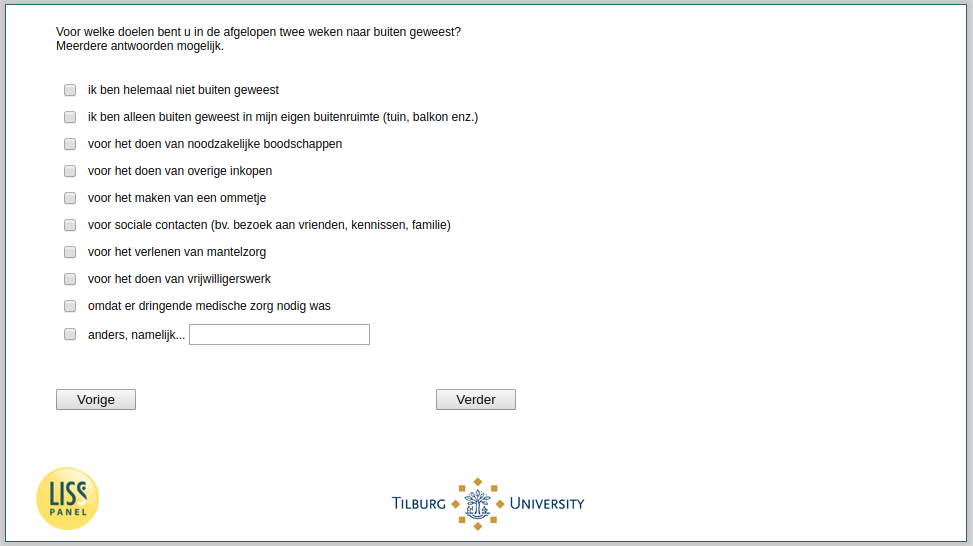 Voor welke doelen bent u in de afgelopen twee weken naar buiten geweest?
Meerdere antwoorden mogelijk.
ik ben helemaal niet buiten geweest
ik ben alleen buiten geweest in mijn eigen buitenruimte (tuin, balkon enz.)
voor het doen van noodzakelijke boodschappen
voor het doen van overige inkopen
voor het maken van een ommetje
voor sociale contacten (bv. bezoek aan vrienden, kennissen, familie)
voor het verlenen van mantelzorg
voor het doen van vrijwilligerswerk
omdat er dringende medische zorg nodig was
anders, namelijk...
Vorige Verder
LISS
PANEL
TILBURG UNIVERSITY